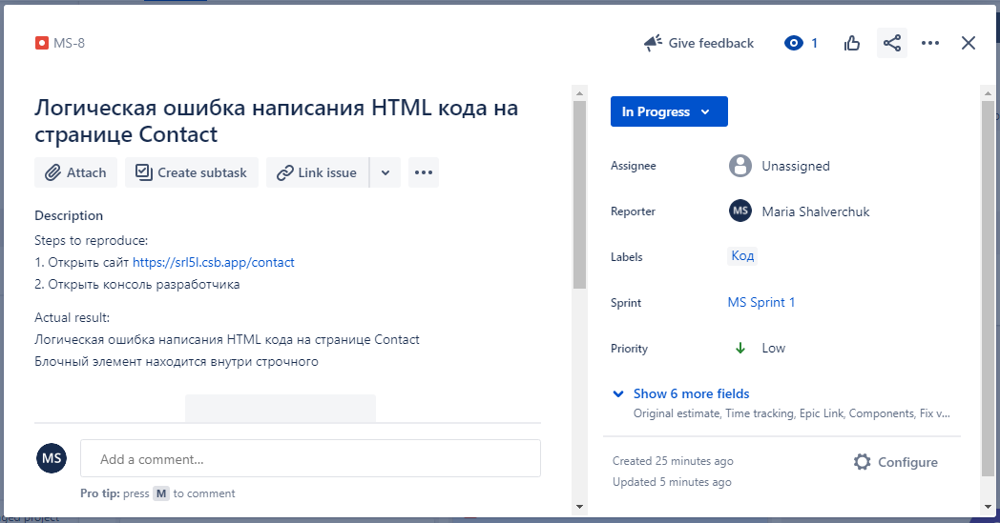 MS-8
Give feedback
1
Логическая ошибка написания HTML кода на
странице Contact
Attach
Create subtask
Link issue
Description
Steps to reproduce:
1. Открыть сайт https://srl5l.csb.app/contact
2. Открыть консоль разработчика
Actual result:
Логическая ошибка написания HTML кода на странице Contact
Блочный элемент находится внутри строчного
MS
Add a comment…
Pro tip: press M to comment
In Progress
Assignee
Unassigned
Reporter
MS
Maria Shalverchuk
Labels
Код
Sprint
MS Sprint 1
Priority
Low
Show 6 more fields
Original estimate, Time tracking, Epic Link, Components, Fix v...
Created 25 minutes ago
Updated 5 minutes ago
Configure
ged project